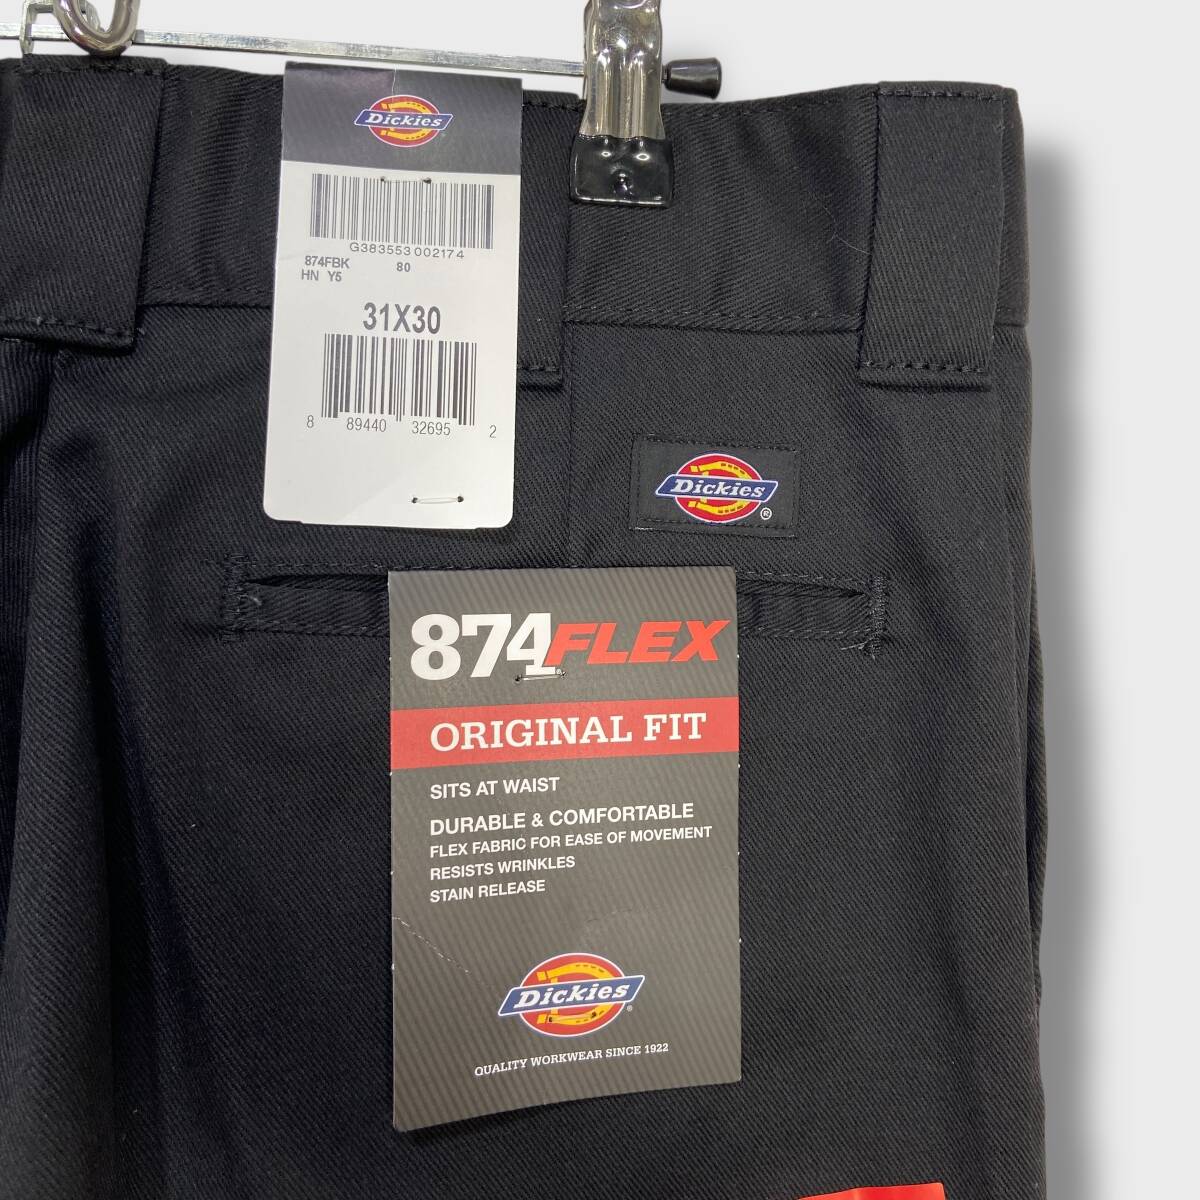 Dickies
G383553 002174
874FBK 80
HN Y5
31X30
8 89440 32695 2
Dickies
®
874FLEX
ORIGINAL FIT
SITS AT WAIST
DURABLE & COMFORTABLE
FLEX FABRIC FOR EASE OF MOVEMENT
RESISTS WRINKLES
STAIN RELEASE
Dickies®
QUALITY WORKWEAR SINCE 1922